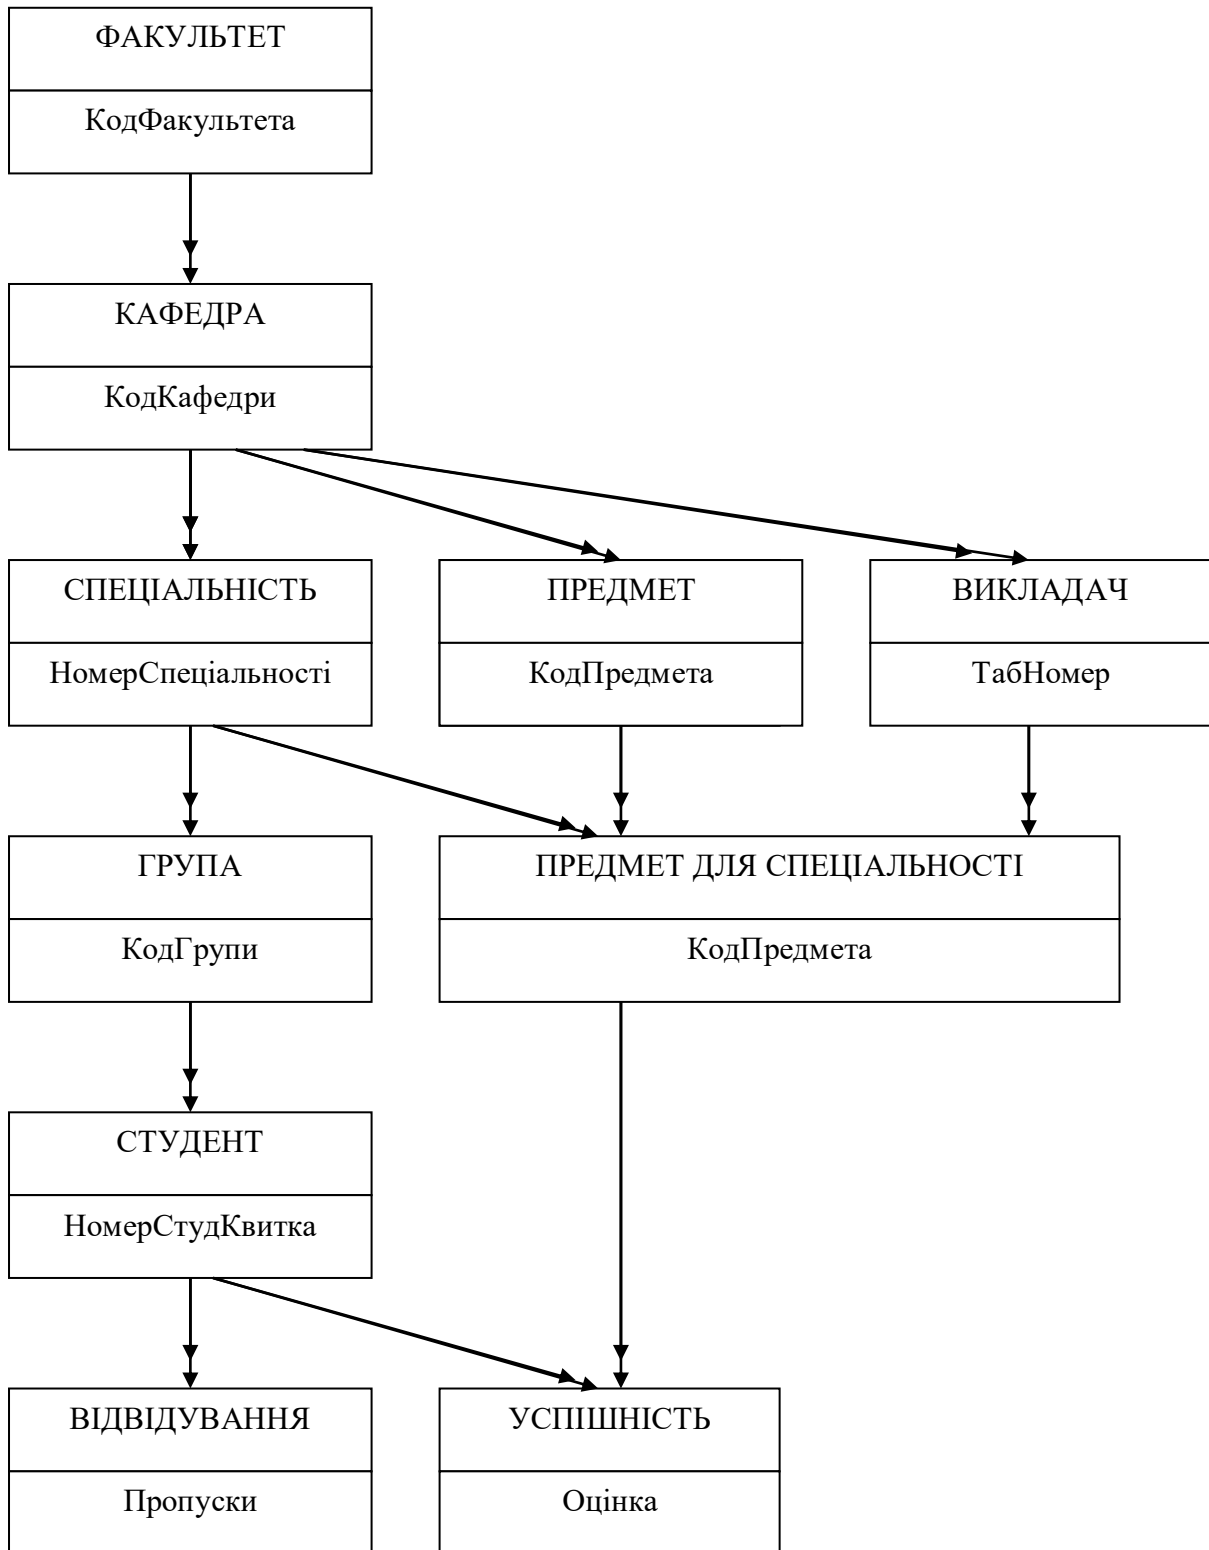 ФАКУЛЬТЕТ
КодФакультета
КАФЕДРА
КодКафедри
СПЕЦІАЛЬНІСТЬ
НомерСпеціальності
ПРЕДМЕТ
КодПредмета
ВИКЛАДАЧ
ТабНомер
ГРУПА
КодГрупи
ПРЕДМЕТ ДЛЯ СПЕЦІАЛЬНОСТІ
КодПредмета
СТУДЕНТ
НомерСтудКвитка
ВІДВІДУВАННЯ
Пропуски
УСПІШНІСТЬ
Оцінка